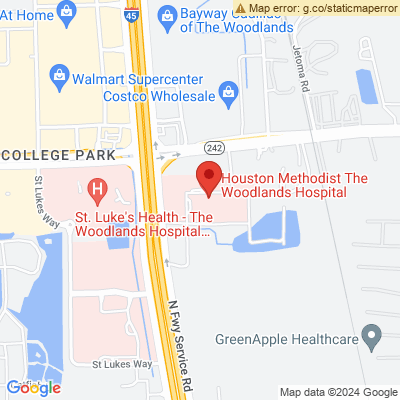 At Home
45
Bayway Cadillac
of The Woodlands
Map error: g.co/staticmaperror
Jetoma Rd
Walmart Supercenter
Costco Wholesale
COLLEGE PARK
242
St Lukes Way
H
St. Luke's Health - The
Woodlands Hospital...
Houston Methodist The
Woodlands Hospital
N Fwy Service Rd
GreenApple Healthcare
St Lukes Way
Google
Map data ©2024 Google